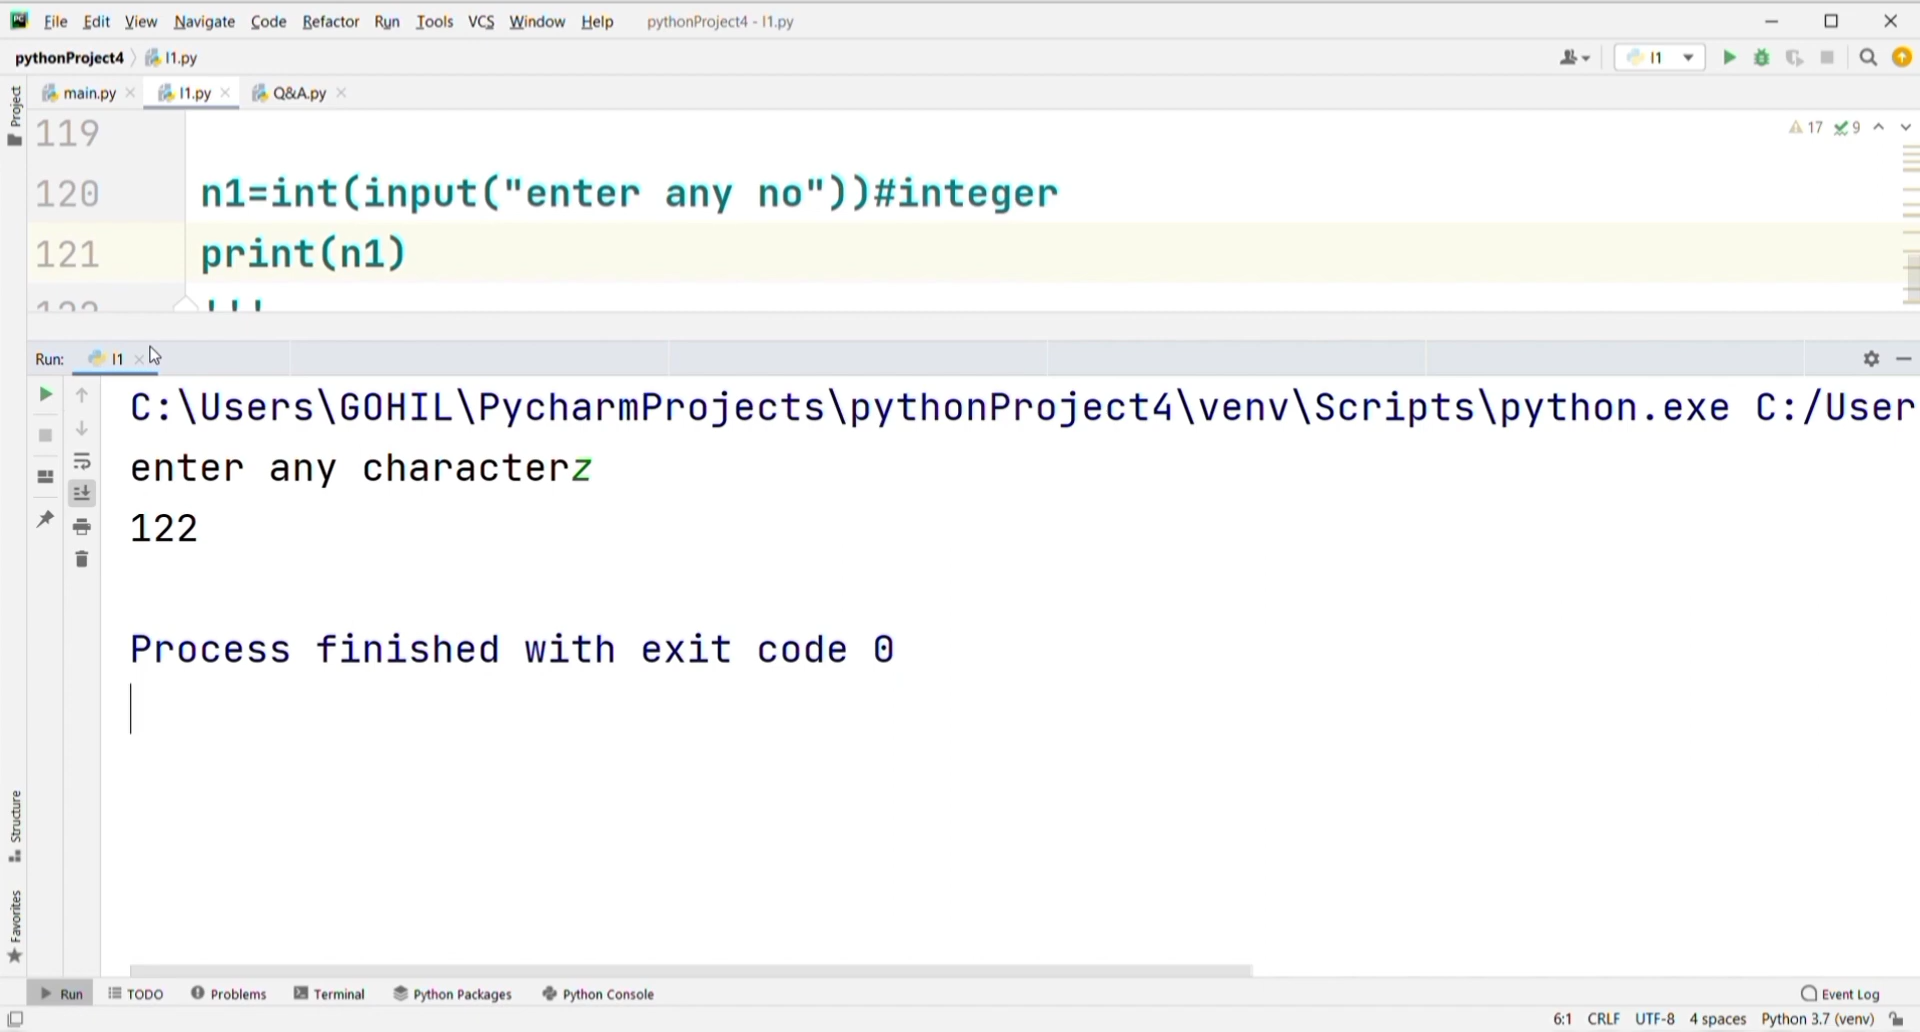 File Edit View Navigate Code Refactor Run Tools VCS Window Help pythonProject4 - l1.py
pythonProject4 l1.py l1
Project
main.py l1.py Q&A.py
119
17 9
120 n1=int(input("enter any no"))#integer
121 print(n1)
'''
Run: l1
C:\Users\GOHIL\PycharmProjects\pythonProject4\venv\Scripts\python.exe C:/User
enter any characterz
122
Process finished with exit code 0
Structure
Favorites
Run TODO Problems Terminal Python Packages Python Console Event Log
6:1 CRLF UTF-8 4 spaces Python 3.7 (venv)